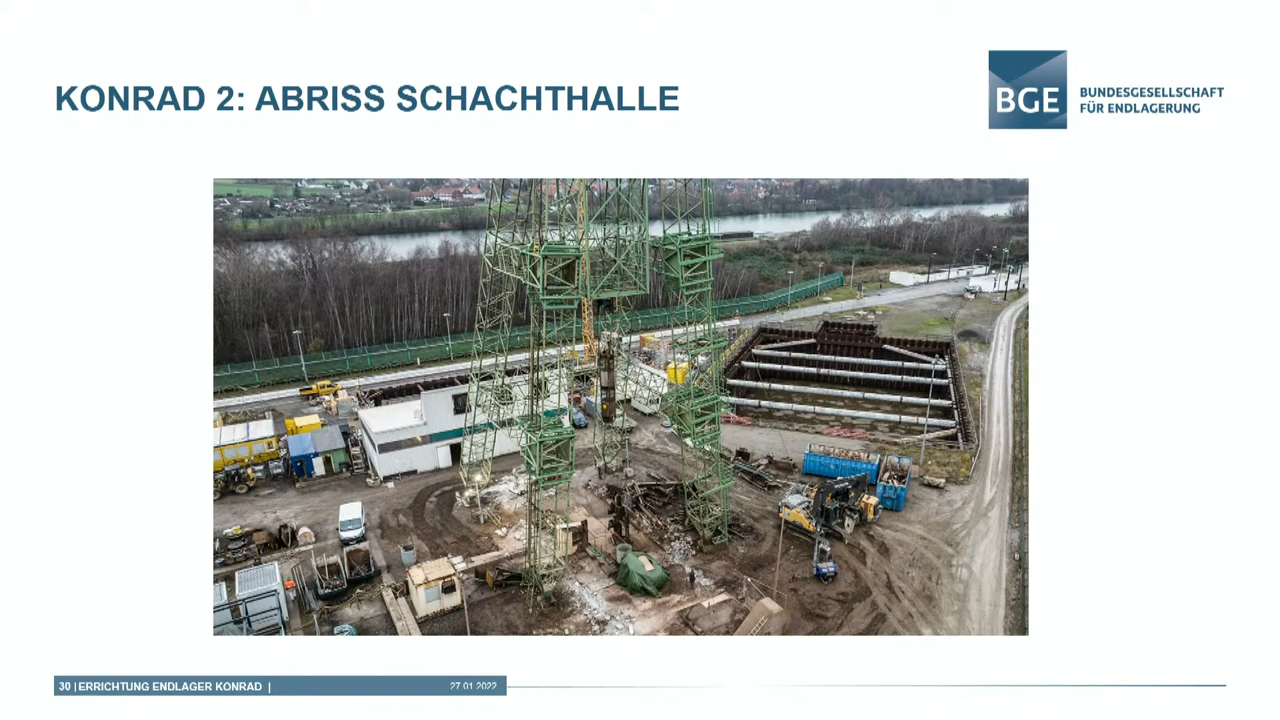 KONRAD 2: ABRISS SCHACHTHALLE
BGE
BUNDESGESELLSCHAFT
FÜR ENDLAGERUNG
30 | ERRICHTUNG ENDLAGER KONRAD |
27.01.2022